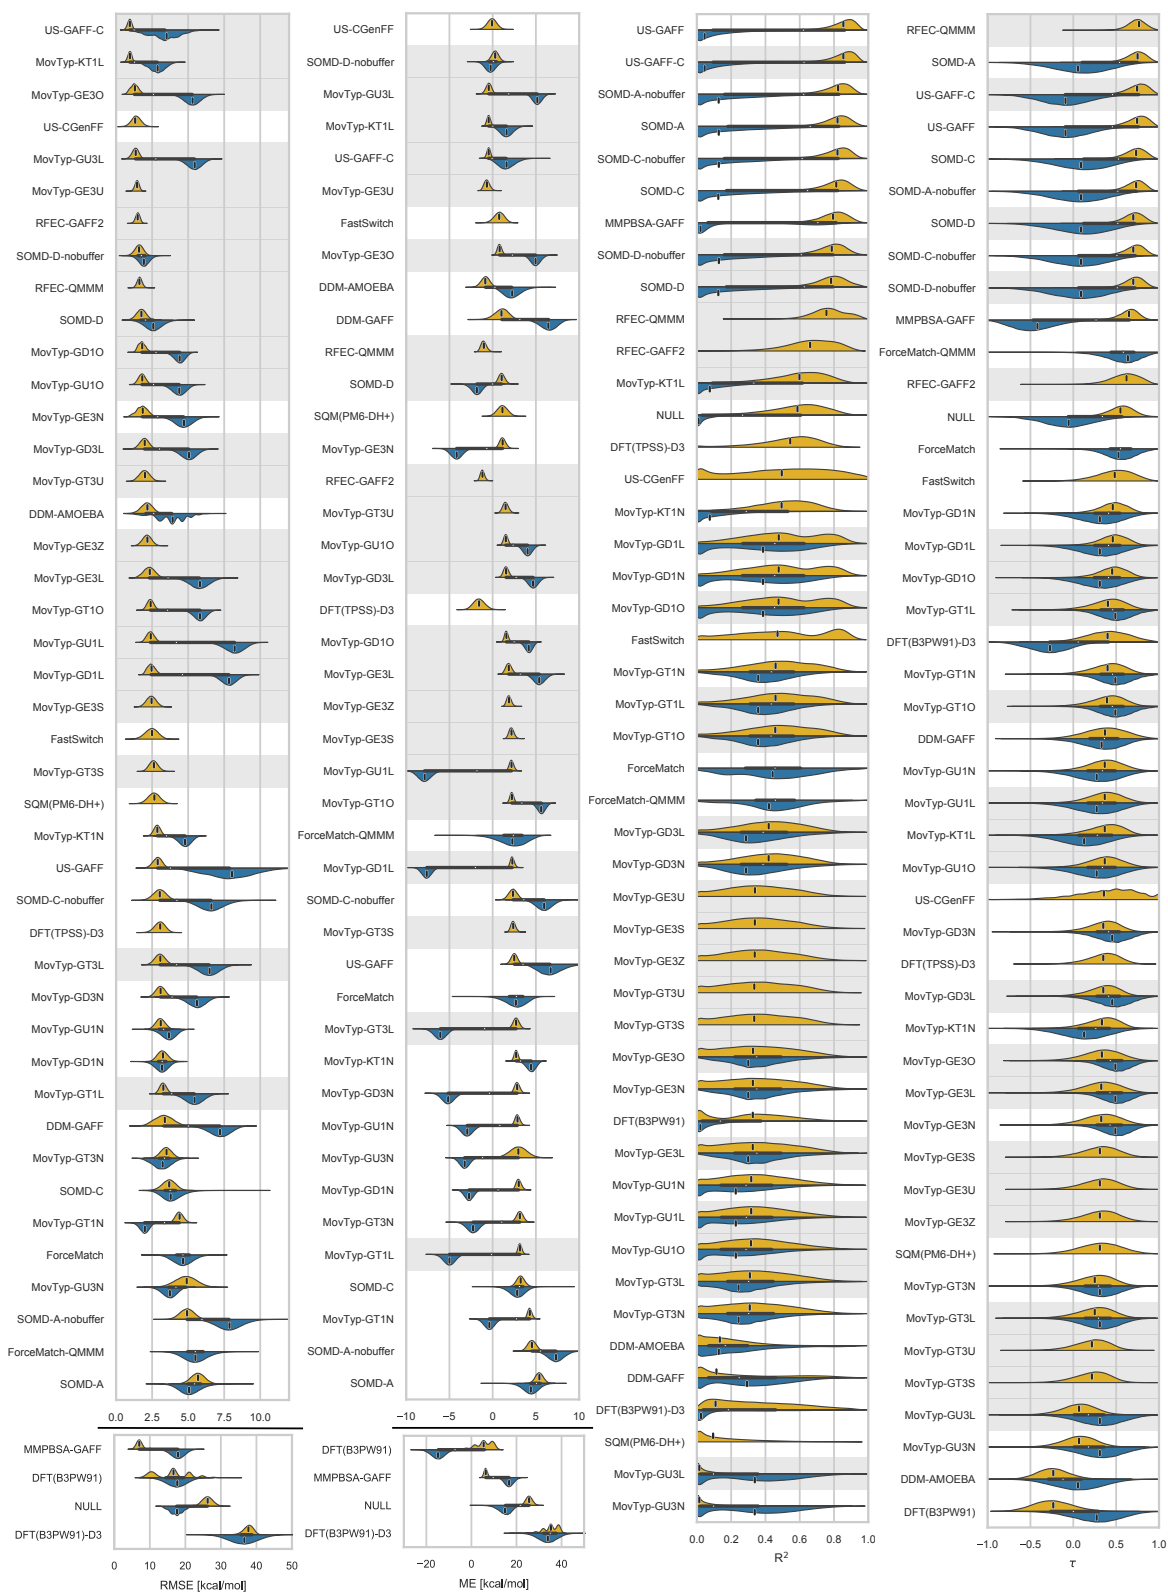 US-GAFF-C
MovTyp-KT1L
MovTyp-GE3O
US-CGenFF
MovTyp-GU3L
MovTyp-GE3U
RFEC-GAFF2
SOMD-D-nobuffer
RFEC-QMMM
SOMD-D
MovTyp-GD1O
MovTyp-GU1O
MovTyp-GE3N
MovTyp-GD3L
MovTyp-GT3U
DDM-AMOEBA
MovTyp-GE3Z
MovTyp-GE3L
MovTyp-GT1O
MovTyp-GU1L
MovTyp-GD1L
MovTyp-GE3S
FastSwitch
MovTyp-GT3S
SQM(PM6-DH+)
MovTyp-KT1N
US-GAFF
SOMD-C-nobuffer
DFT(TPSS)-D3
MovTyp-GT3L
MovTyp-GD3N
MovTyp-GU1N
MovTyp-GD1N
MovTyp-GT1L
DDM-GAFF
MovTyp-GT3N
SOMD-C
MovTyp-GT1N
ForceMatch
MovTyp-GU3N
SOMD-A-nobuffer
ForceMatch-QMMM
SOMD-A
0.0 2.5 5.0 7.5 10.0
MMPBSA-GAFF
DFT(B3PW91)
NULL
DFT(B3PW91)-D3
0 10 20 30 40 50
RMSE [kcal/mol]
US-CGenFF
SOMD-D-nobuffer
MovTyp-GU3L
MovTyp-KT1L
US-GAFF-C
MovTyp-GE3U
FastSwitch
MovTyp-GE3O
DDM-AMOEBA
DDM-GAFF
RFEC-QMMM
SOMD-D
SQM(PM6-DH+)
MovTyp-GE3N
RFEC-GAFF2
MovTyp-GT3U
MovTyp-GU1O
MovTyp-GD3L
DFT(TPSS)-D3
MovTyp-GD1O
MovTyp-GE3L
MovTyp-GE3Z
MovTyp-GE3S
MovTyp-GU1L
MovTyp-GT1O
ForceMatch-QMMM
MovTyp-GD1L
SOMD-C-nobuffer
MovTyp-GT3S
US-GAFF
ForceMatch
MovTyp-GT3L
MovTyp-KT1N
MovTyp-GD3N
MovTyp-GU1N
MovTyp-GU3N
MovTyp-GD1N
MovTyp-GT3N
MovTyp-GT1L
SOMD-C
MovTyp-GT1N
SOMD-A-nobuffer
SOMD-A
−10 −5 0 5 10
DFT(B3PW91)
MMPBSA-GAFF
NULL
DFT(B3PW91)-D3
−20 0 20 40
ME [kcal/mol]
US-GAFF
US-GAFF-C
SOMD-A-nobuffer
SOMD-A
SOMD-C-nobuffer
SOMD-C
MMPBSA-GAFF
SOMD-D-nobuffer
SOMD-D
RFEC-QMMM
RFEC-GAFF2
MovTyp-KT1L
NULL
DFT(TPSS)-D3
US-CGenFF
MovTyp-KT1N
MovTyp-GD1L
MovTyp-GD1N
MovTyp-GD1O
FastSwitch
MovTyp-GT1N
MovTyp-GT1L
MovTyp-GT1O
ForceMatch
ForceMatch-QMMM
MovTyp-GD3L
MovTyp-GD3N
MovTyp-GE3U
MovTyp-GE3S
MovTyp-GE3Z
MovTyp-GT3U
MovTyp-GT3S
MovTyp-GE3O
MovTyp-GE3N
DFT(B3PW91)
MovTyp-GE3L
MovTyp-GU1N
MovTyp-GU1L
MovTyp-GU1O
MovTyp-GT3L
MovTyp-GT3N
DDM-AMOEBA
DDM-GAFF
DFT(B3PW91)-D3
SQM(PM6-DH+)
MovTyp-GU3L
MovTyp-GU3N
0.0 0.2 0.4 0.6 0.8 1.0
R²
RFEC-QMMM
SOMD-A
US-GAFF-C
US-GAFF
SOMD-C
SOMD-A-nobuffer
SOMD-D
SOMD-C-nobuffer
SOMD-D-nobuffer
MMPBSA-GAFF
ForceMatch-QMMM
RFEC-GAFF2
NULL
ForceMatch
FastSwitch
MovTyp-GD1N
MovTyp-GD1L
MovTyp-GD1O
MovTyp-GT1L
DFT(B3PW91)-D3
MovTyp-GT1N
MovTyp-GT1O
DDM-GAFF
MovTyp-GU1N
MovTyp-GU1L
MovTyp-KT1L
MovTyp-GU1O
US-CGenFF
MovTyp-GD3N
DFT(TPSS)-D3
MovTyp-GD3L
MovTyp-KT1N
MovTyp-GE3O
MovTyp-GE3L
MovTyp-GE3N
MovTyp-GE3S
MovTyp-GE3U
MovTyp-GE3Z
SQM(PM6-DH+)
MovTyp-GT3N
MovTyp-GT3L
MovTyp-GT3U
MovTyp-GT3S
MovTyp-GU3L
MovTyp-GU3N
DDM-AMOEBA
DFT(B3PW91)
−1.0 −0.5 0.0 0.5 1.0
τ